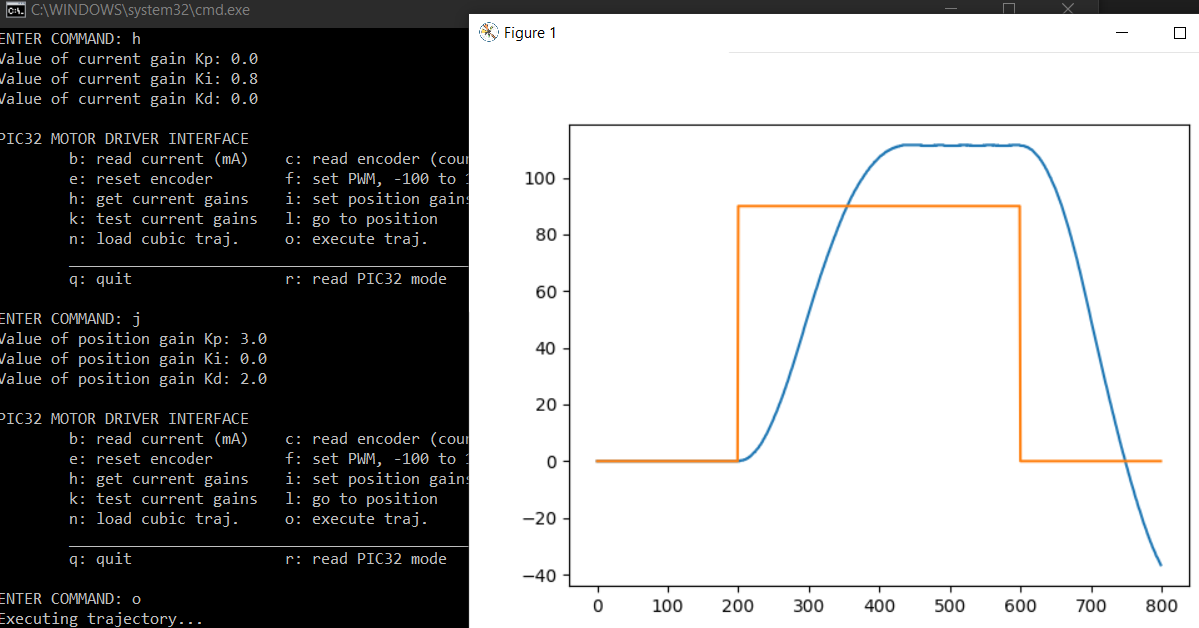 C:\WINDOWS\system32\cmd.exe
ENTER COMMAND: h
Value of current gain Kp: 0.0
Value of current gain Ki: 0.8
Value of current gain Kd: 0.0
PIC32 MOTOR DRIVER INTERFACE
b: read current (mA) c: read encoder (coun
e: reset encoder f: set PWM, -100 to 1
h: get current gains i: set position gains
k: test current gains l: go to position
n: load cubic traj. o: execute traj.
q: quit r: read PIC32 mode
ENTER COMMAND: j
Value of position gain Kp: 3.0
Value of position gain Ki: 0.0
Value of position gain Kd: 2.0
PIC32 MOTOR DRIVER INTERFACE
b: read current (mA) c: read encoder (coun
e: reset encoder f: set PWM, -100 to 1
h: get current gains i: set position gains
k: test current gains l: go to position
n: load cubic traj. o: execute traj.
q: quit r: read PIC32 mode
ENTER COMMAND: o
Executing trajectory...
Figure 1
100
80
60
40
20
0
−20
−40
0 100 200 300 400 500 600 700 800